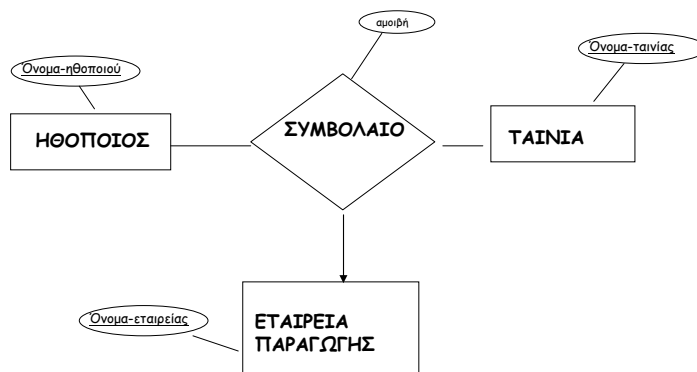 αμοιβή
Όνομα-ηθοποιού
Όνομα-ταινίας
ΗΘΟΠΟΙΟΣ
ΣΥΜΒΟΛΑΙΟ
ΤΑΙΝΙΑ
Όνομα-εταιρείας
ΕΤΑΙΡΕΙΑ
ΠΑΡΑΓΩΓΗΣ